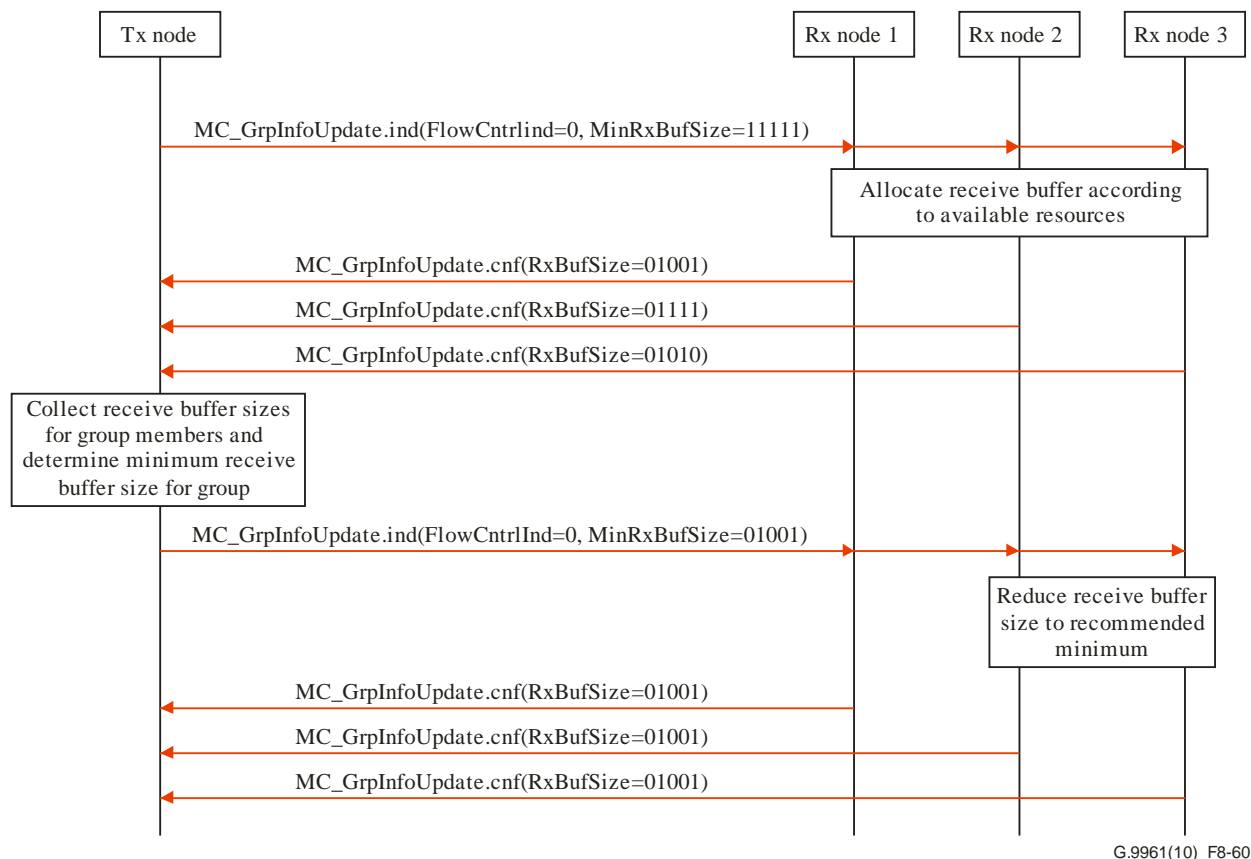 Tx node
Rx node 1
Rx node 2
Rx node 3
MC_GrpInfoUpdate.ind(FlowCntrlind=0, MinRxBufSize=11111)
Allocate receive buffer according
to available resources
MC_GrpInfoUpdate.cnf(RxBufSize=01001)
MC_GrpInfoUpdate.cnf(RxBufSize=01111)
MC_GrpInfoUpdate.cnf(RxBufSize=01010)
Collect receive buffer sizes
for group members and
determine minimum receive
buffer size for group
MC_GrpInfoUpdate.ind(FlowCntrlInd=0, MinRxBufSize=01001)
Reduce receive buffer
size to recommended
minimum
MC_GrpInfoUpdate.cnf(RxBufSize=01001)
MC_GrpInfoUpdate.cnf(RxBufSize=01001)
MC_GrpInfoUpdate.cnf(RxBufSize=01001)
G.9961(10)_F8-60